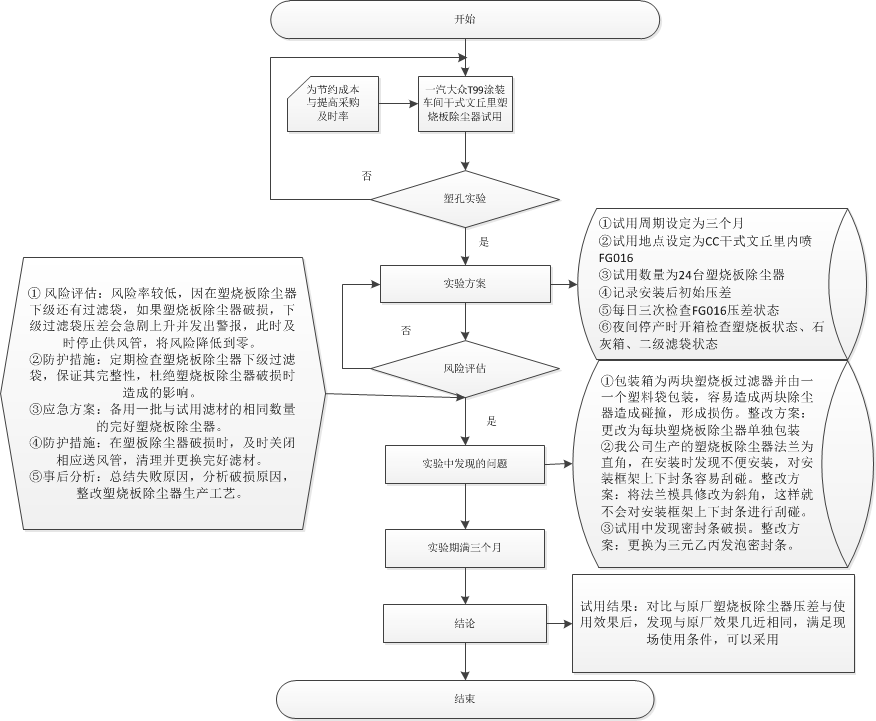 开始
为节约成本
与提高采购
及时率
一汽大众T99涂装
车间干式文丘里塑
烧板除尘器试用
否
塑孔实验
是
①试用周期设定为三个月
②试用地点设定为CC干式文丘里内喷
FG016
③试用数量为24台塑烧板除尘器
④记录安装后初始压差
⑤每日三次检查FG016压差状态
⑥夜间停产时开箱检查塑烧板状态、石
灰箱、二级滤袋状态
实验方案
否
① 风险评估：风险率较低，因在塑烧板除尘器
下级还有过滤袋，如果塑烧板除尘器破损，下
级过滤袋压差会急剧上升并发出警报，此时及
时停止供风管，将风险降低到零。
②防护措施：定期检查塑烧板除尘器下级过滤
袋，保证其完整性，杜绝塑烧板除尘器破损时
造成的影响。
③应急方案：备用一批与试用滤材的相同数量
的完好塑烧板除尘器。
④防护措施：在塑板除尘器破损时，及时关闭
相应送风管，清理并更换完好滤材。
⑤事后分析：总结失败原因，分析破损原因，
整改塑烧板除尘器生产工艺。
风险评估
是
①包装箱为两块塑烧板过滤器并由一
一个塑料袋包装，容易造成两块除尘
器造成碰撞，形成损伤。整改方案：
更改为每块塑烧板除尘器单独包装
②我公司生产的塑烧板除尘器法兰为
直角，在安装时发现不便安装，对安
装框架上下封条容易刮碰。整改方
案：将法兰模具修改为斜角，这样就
不会对安装框架上下封条进行刮碰。
③试用中发现密封条破损。整改方
案：更换为三元乙丙发泡密封条。
实验中发现的问题
实验期满三个月
结论
试用结果：对比与原厂塑烧板除尘器压差与使
用效果后，发现与原厂效果几近相同，满足现
场使用条件，可以采用
结束